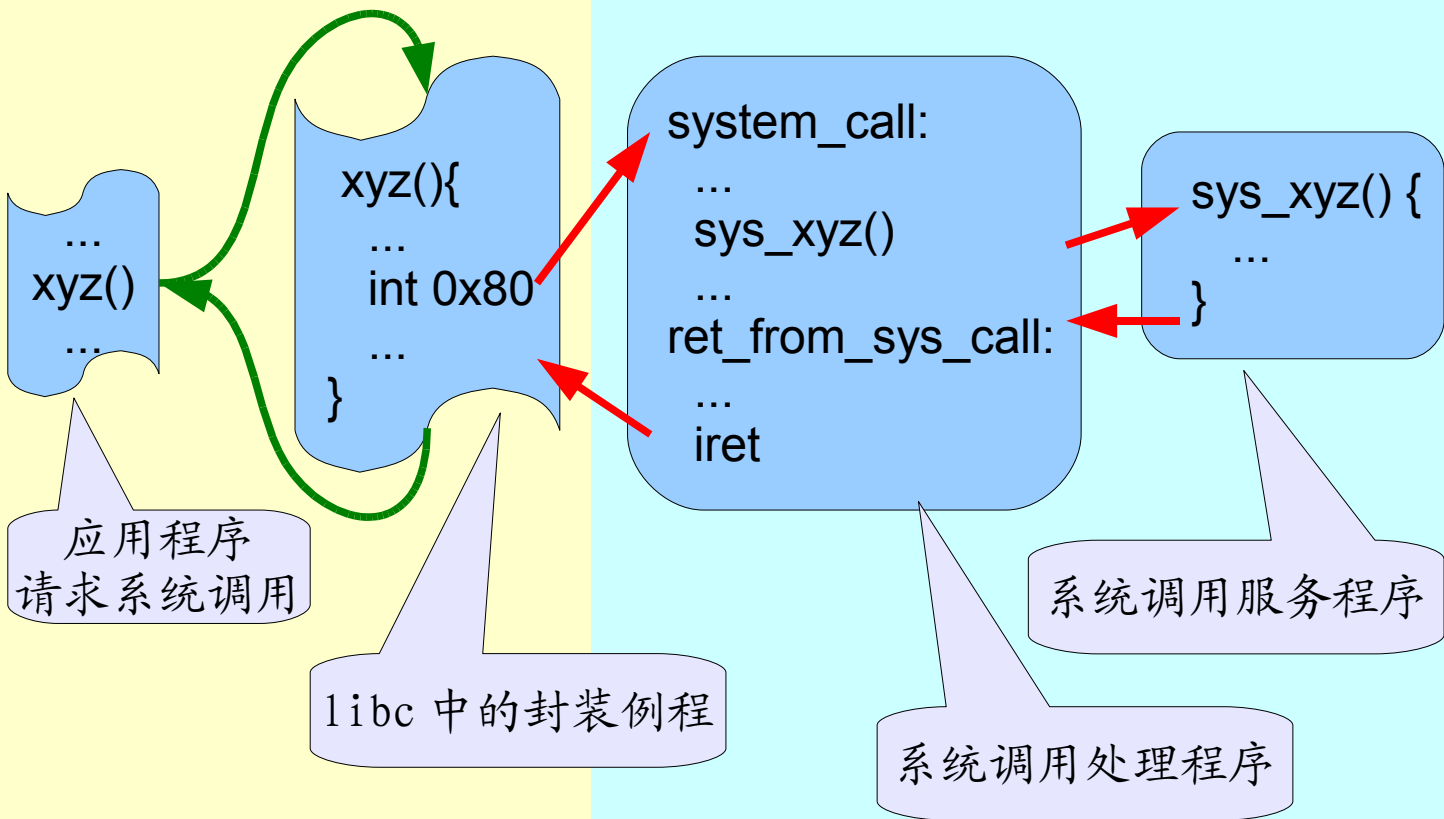 ...
xyz()
...
xyz(){
...
int 0x80
...
}
system_call:
...
sys_xyz()
...
ret_from_sys_call:
...
iret
sys_xyz() {
...
}
应用程序
请求系统调用
libc 中的封装例程
系统调用处理程序
系统调用服务程序